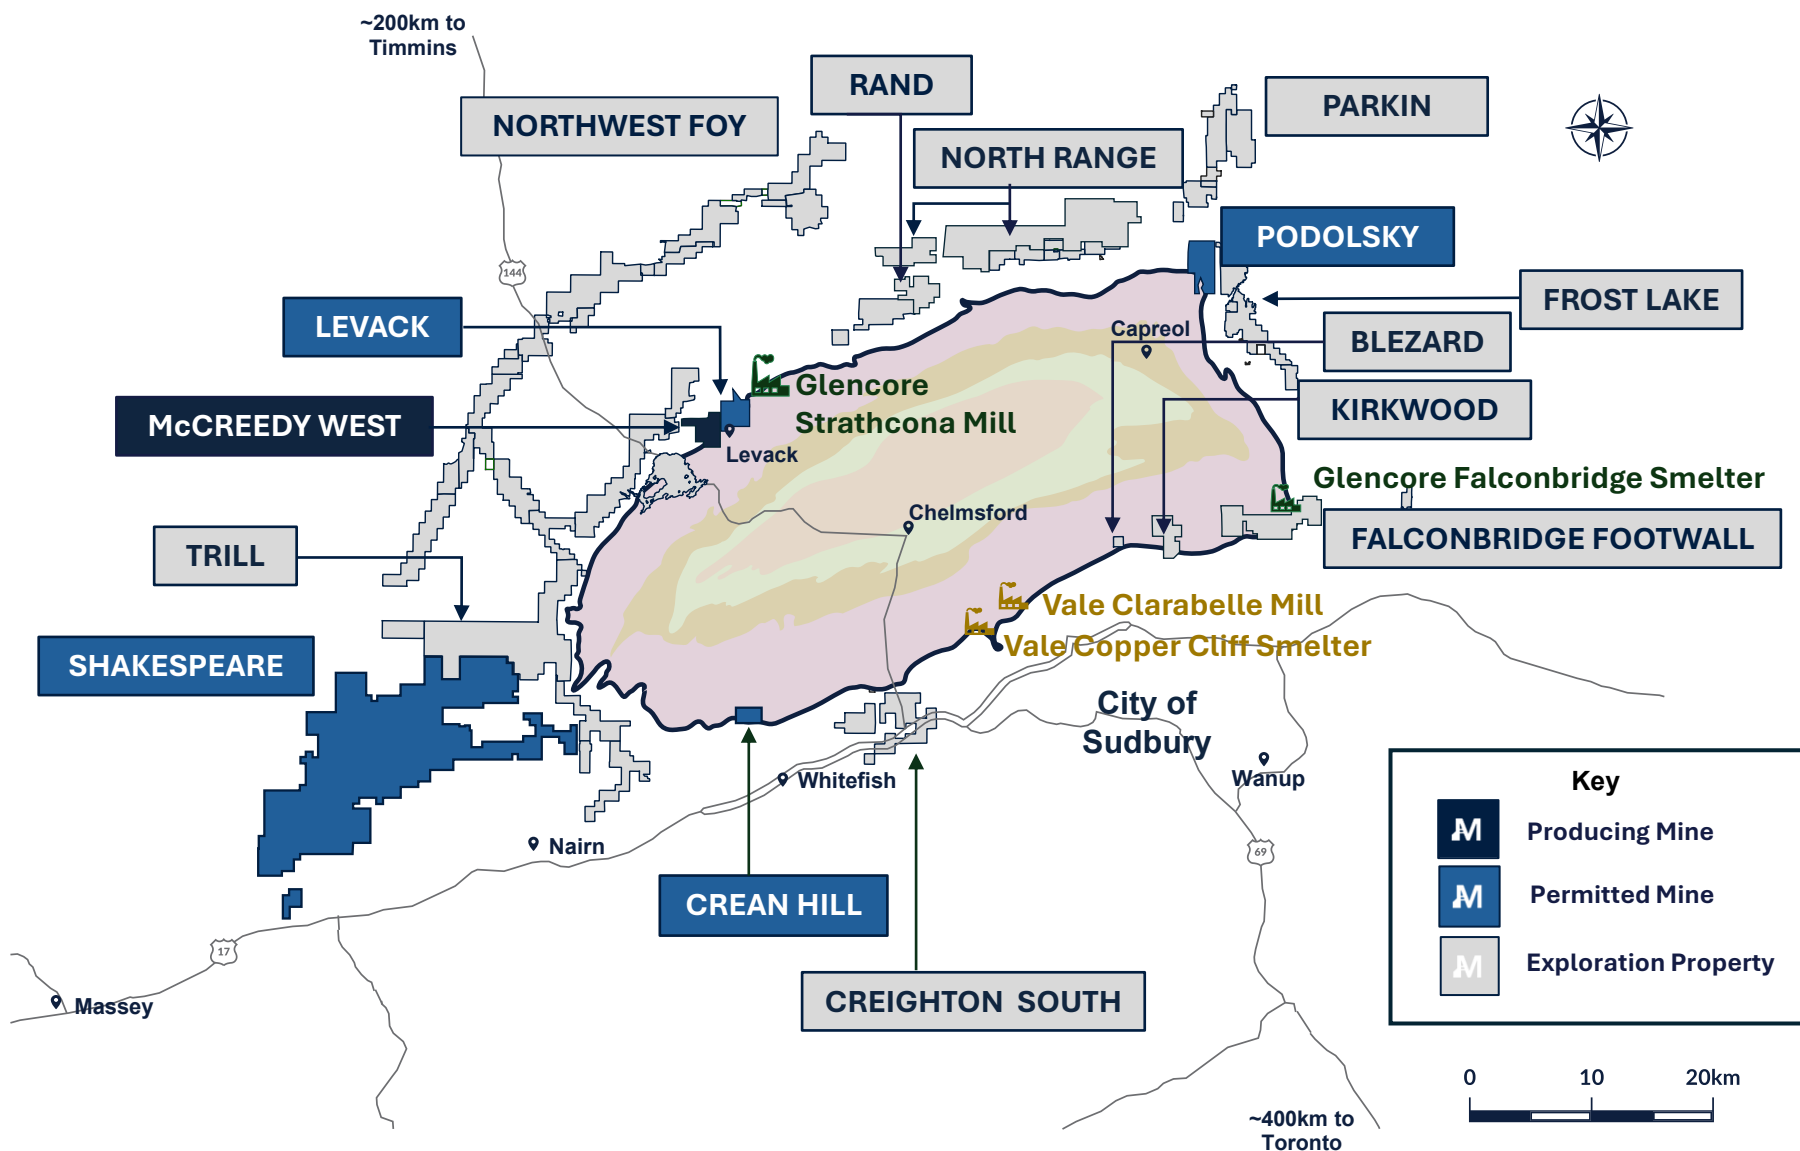 ~200km to
Timmins
RAND
NORTHWEST FOY
PARKIN
NORTH RANGE
PODOLSKY
144
FROST LAKE
LEVACK
Capreol
BLEZARD
Glencore
Strathcona Mill
KIRKWOOD
McCREEDY WEST
Levack
Glencore Falconbridge Smelter
Chelmsford
FALCONBRIDGE FOOTWALL
TRILL
Vale Clarabelle Mill
Vale Copper Cliff Smelter
SHAKESPEARE
City of
Sudbury
Whitefish
Wanup
Nairn
69
CREAN HILL
17
Massey
CREIGHTON SOUTH
Key
M Producing Mine
M Permitted Mine
M Exploration Property
0 10 20km
~400km to
Toronto